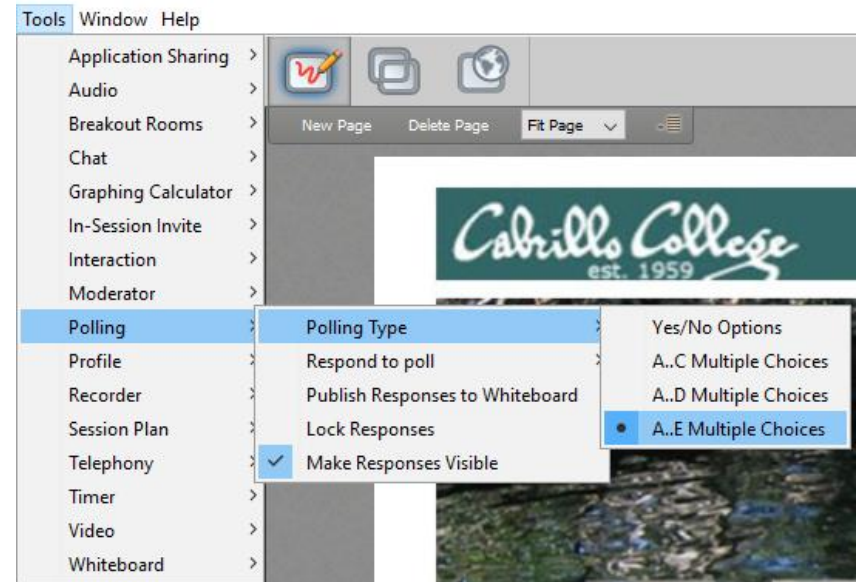 Tools Window Help
Application Sharing
Audio
Breakout Rooms
Chat
Graphing Calculator
In-Session Invite
Interaction
Moderator
Polling
Profile
Recorder
Session Plan
Telephony
Timer
Video
Whiteboard
New Page Delete Page Fit Page
Cabrillo College
est. 1959
Polling Type
Respond to poll
Publish Responses to Whiteboard
Lock Responses
Make Responses Visible
Yes/No Options
A..C Multiple Choices
A..D Multiple Choices
A..E Multiple Choices